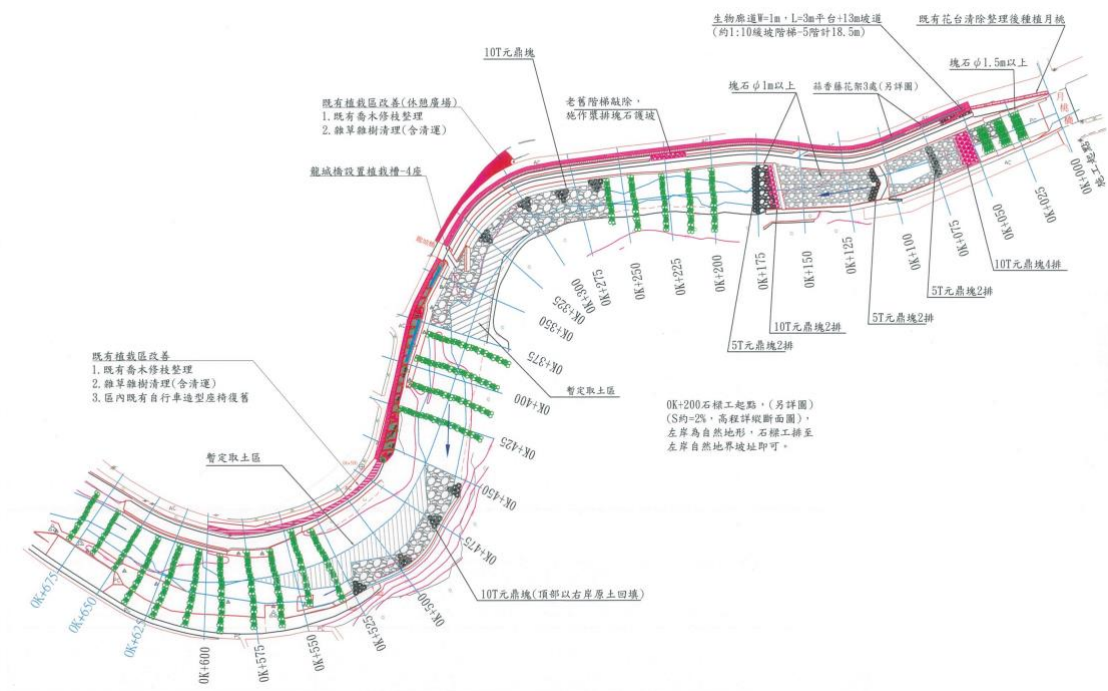 生物廊道W=1m，L=3m平台+13m坡道
(約1:10緩坡階梯-5階計18.5m)
既有花台清除整理後種植月桃
10T元鼎塊
塊石φ1.5m以上
塊石φ1m以上
蒜香藤花架3處(另詳圖)
既有植栽區改善(休憩廣場)
1.既有喬木修枝整理
2.雜草雜樹清理(含清運)
老舊階梯敲除，
施作漿排塊石護坡
龍城橋設置植栽槽-4座
月桃橋
施工起點
0K+000
0K+025
0K+050
0K+075
0K+100
0K+125
0K+150
0K+175
0K+200
0K+225
0K+250
0K+275
0K+300
0K+325
0K+350
0K+375
0K+400
0K+425
0K+450
0K+475
0K+500
0K+525
0K+550
0K+575
0K+600
0K+625
0K+650
0K+675
10T元鼎塊4排
5T元鼎塊2排
5T元鼎塊2排
10T元鼎塊2排
5T元鼎塊2排
既有植栽區改善
1.既有喬木修枝整理
2.雜草雜樹清理(含清運)
3.區內既有自行車造型座椅復舊
暫定取土區
暫定取土區
0K+200石樑工起點，(另詳圖)
(S約=2%，高程詳縱斷面圖)，
左岸為自然地形，石樑工排至
左岸自然地界坡址即可。
10T元鼎塊(頂部以右岸原土回填)